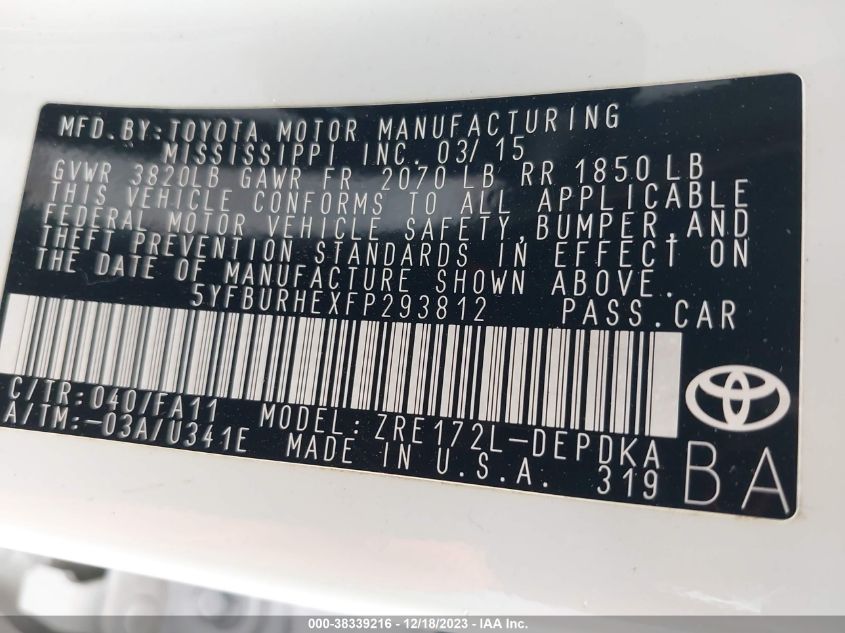 MFD.BY:TOYOTA MOTOR MANUFACTURING
MISSISSIPPI INC. 03/15
GVWR 3820LB GAWR FR 2070 LB RR 1850LB
THIS VEHICLE CONFORMS TO ALL APPLICABLE
FEDERAL MOTOR VEHICLE SAFETY,BUMPER,AND
THEFT PREVENTION STANDARDS IN EFFECT ON
THE DATE OF MANUFACTURE SHOWN ABOVE.
5YFBURHEXFP293812 PASS.CAR
C/TR:040/FA11 MODEL:ZRE172L-DEPDKA
A/TM:-03A/U341E MADE IN U.S.A. 319
BA
000-38339216 - 12/18/2023 - IAA Inc.